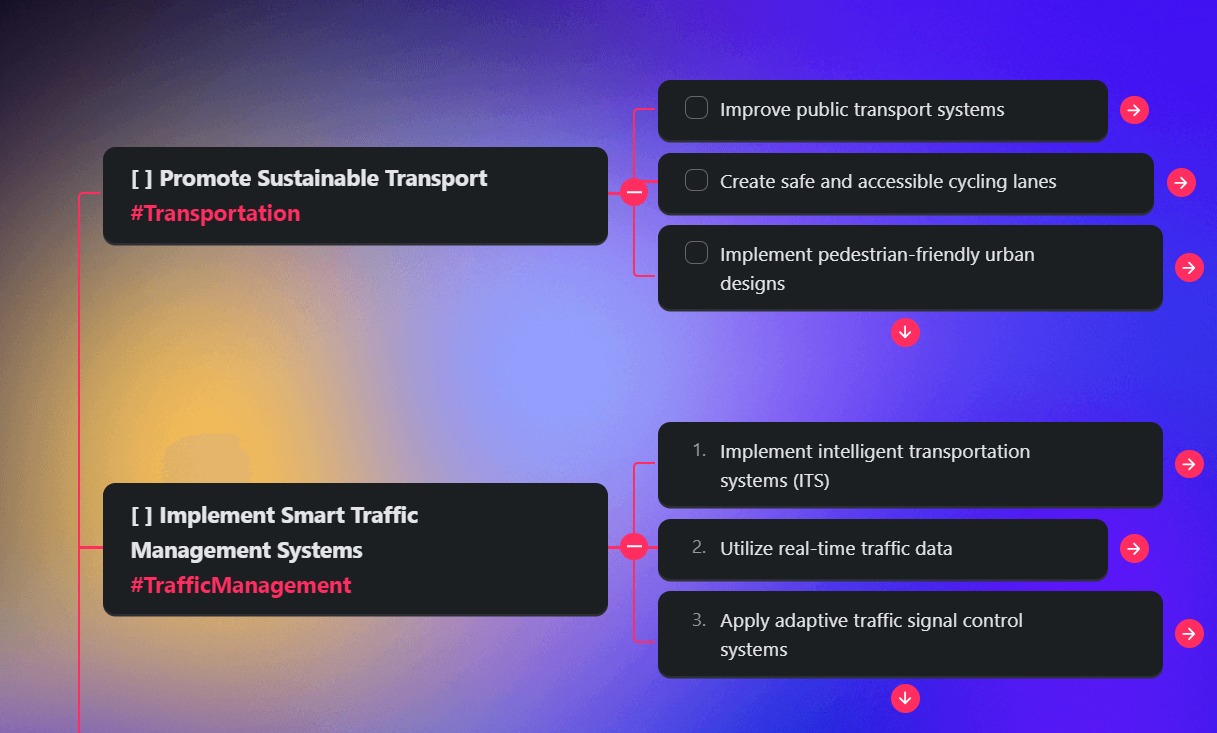 [ ] Promote Sustainable Transport
#Transportation
Improve public transport systems
Create safe and accessible cycling lanes
Implement pedestrian-friendly urban
designs
[ ] Implement Smart Traffic
Management Systems
#TrafficManagement
1. Implement intelligent transportation
systems (ITS)
2. Utilize real-time traffic data
3. Apply adaptive traffic signal control
systems